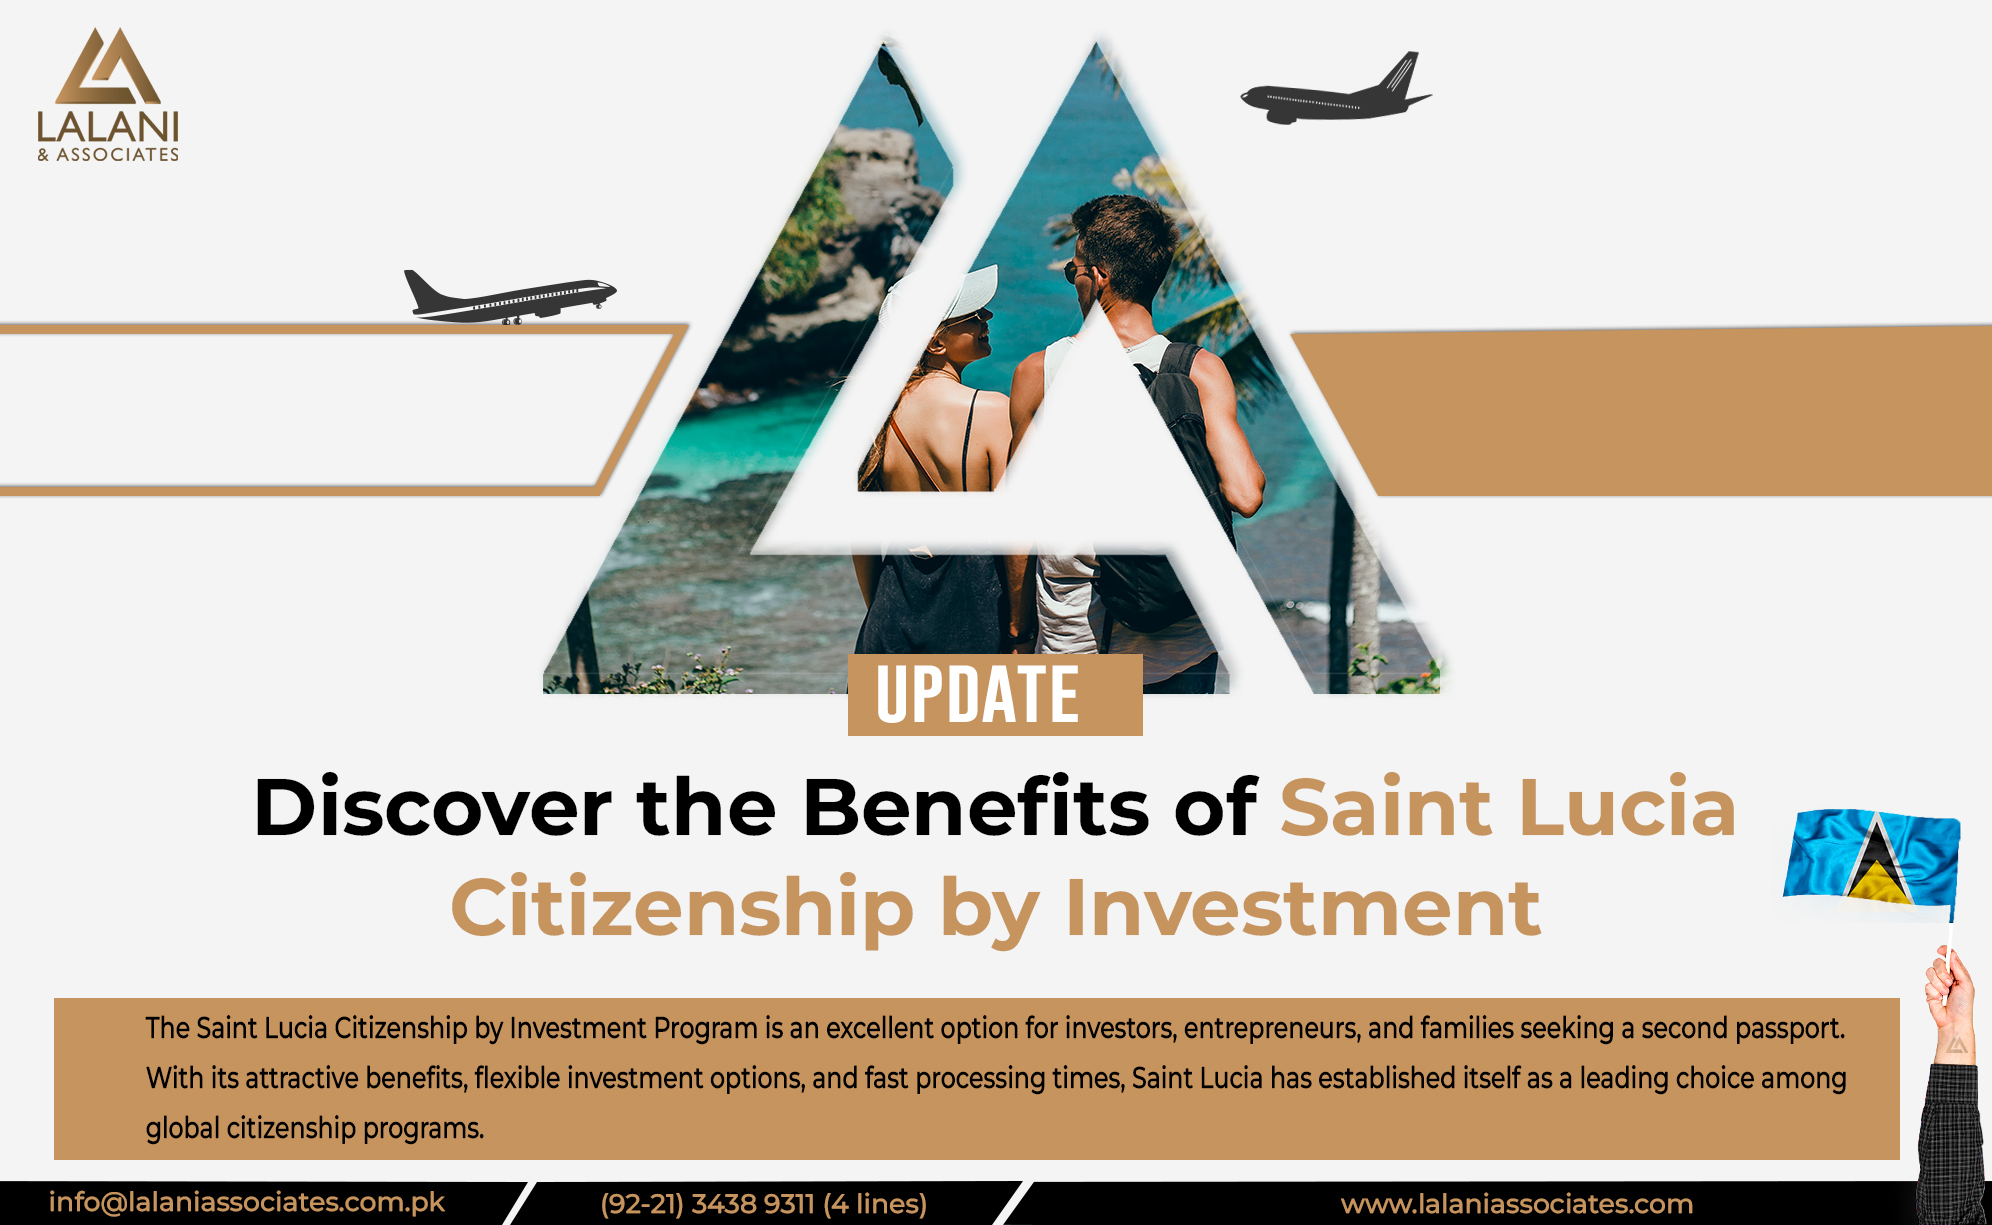 LALANI
& ASSOCIATES
UPDATE
Discover the Benefits of Saint Lucia
Citizenship by Investment
The Saint Lucia Citizenship by Investment Program is an excellent option for investors, entrepreneurs, and families seeking a second passport.
With its attractive benefits, flexible investment options, and fast processing times, Saint Lucia has established itself as a leading choice among
global citizenship programs.
info@lalaniassociates.com.pk
(92-21) 3438 9311 (4 lines)
www.lalaniassociates.com